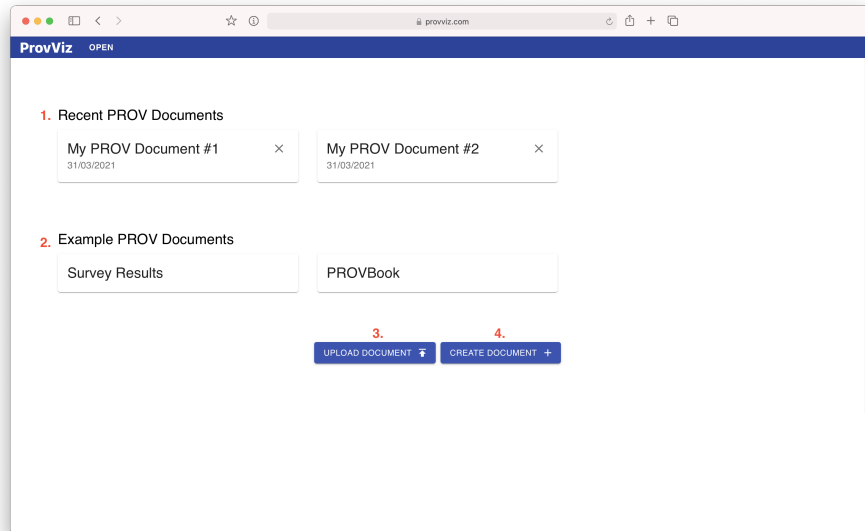 provviz.com
ProvViz OPEN
1. Recent PROV Documents
My PROV Document #1
31/03/2021
My PROV Document #2
31/03/2021
2. Example PROV Documents
Survey Results
PROVBook
3. 4.
UPLOAD DOCUMENT
CREATE DOCUMENT